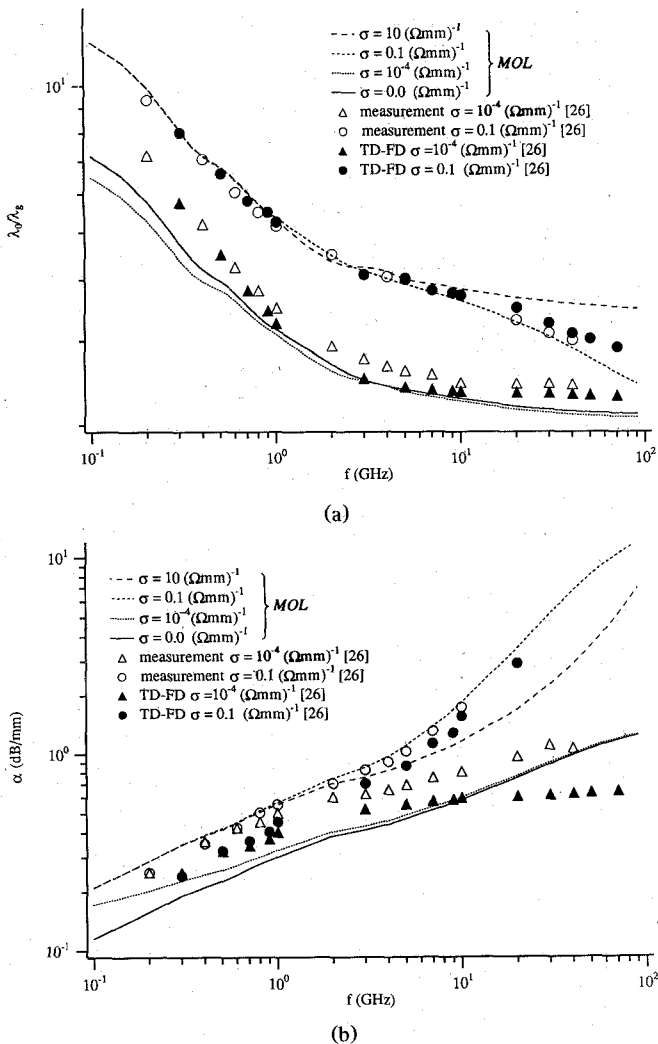 (a)
10¹
λ₀/λg
σ = 10 (Ωmm)⁻¹
σ = 0.1 (Ωmm)⁻¹
σ = 10⁻⁴ (Ωmm)⁻¹
σ = 0.0 (Ωmm)⁻¹
MOL
measurement σ = 10⁻⁴ (Ωmm)⁻¹ [26]
measurement σ = 0.1 (Ωmm)⁻¹ [26]
TD-FD σ =10⁻⁴ (Ωmm)⁻¹ [26]
TD-FD σ = 0.1 (Ωmm)⁻¹ [26]
10⁻¹ 10⁰ 10¹ 10²
f (GHz)
(a)
10¹
10⁰
10⁻¹
α (dB/mm)
σ = 10 (Ωmm)⁻¹
σ = 0.1 (Ωmm)⁻¹
σ = 10⁻⁴ (Ωmm)⁻¹
σ = 0.0 (Ωmm)⁻¹
MOL
measurement σ = 10⁻⁴ (Ωmm)⁻¹ [26]
measurement σ = 0.1 (Ωmm)⁻¹ [26]
TD-FD σ =10⁻⁴ (Ωmm)⁻¹ [26]
TD-FD σ = 0.1 (Ωmm)⁻¹ [26]
10⁻¹ 10⁰ 10¹ 10²
f (GHz)
(b)